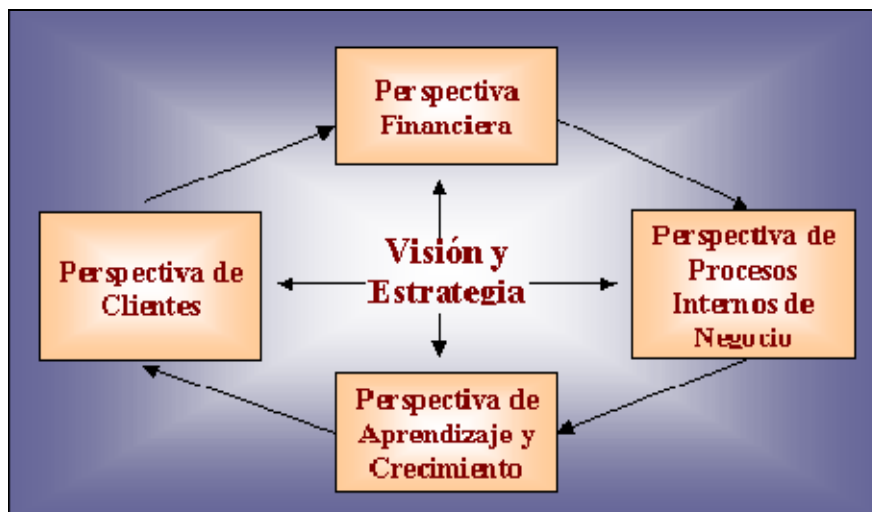 Perspectiva
Financiera
Perspectiva de
Clientes
Visión y
Estrategia
Perspectiva de
Procesos
Internos de
Negocio
Perspectiva de
Aprendizaje y
Crecimiento